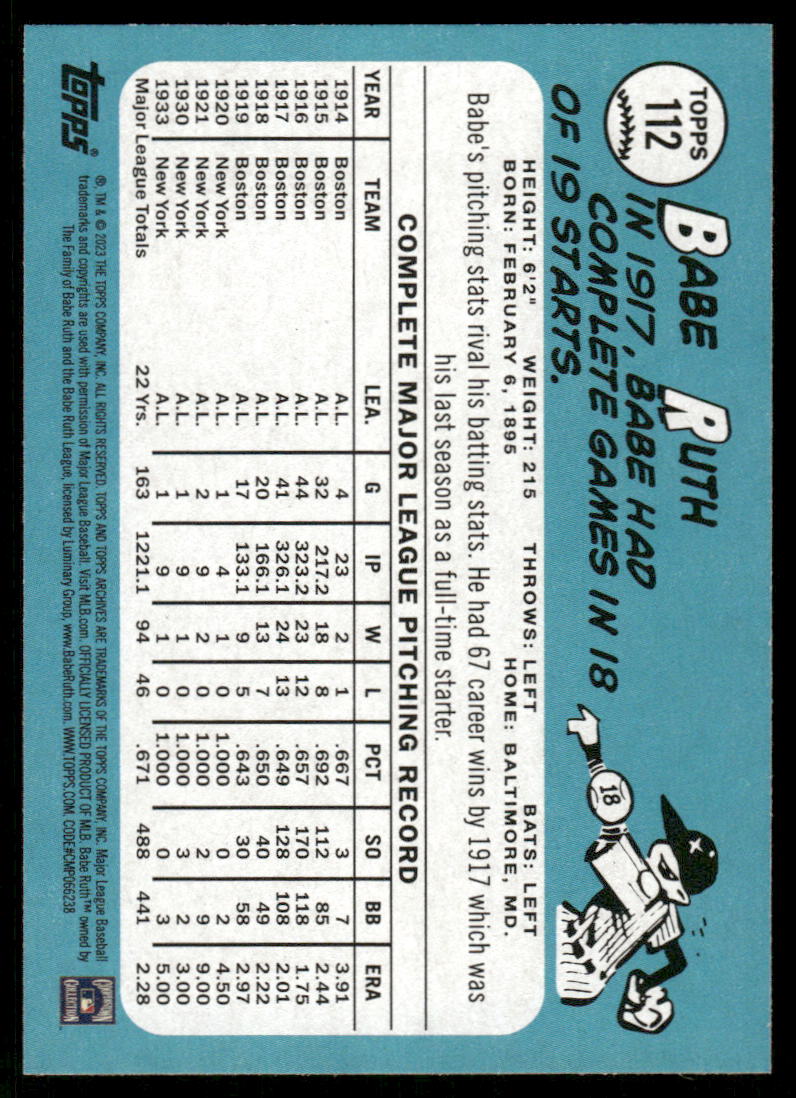 TOPPS
112
BABE RUTH
IN 1917, BABE HAD
COMPLETE GAMES IN 18
OF 19 STARTS.
18
HEIGHT: 6'2" WEIGHT: 215 THROWS: LEFT BATS: LEFT
BORN: FEBRUARY 6, 1895 HOME: BALTIMORE, MD.
Babe's pitching stats rival his batting stats. He had 67 career wins by 1917 which was
his last season as a full-time starter.
COMPLETE MAJOR LEAGUE PITCHING RECORD
YEAR TEAM LEA. G IP W L PCT SO BB ERA
1914 Boston A.L. 4 23 2 1 .667 3 7 3.91
1915 Boston A.L. 32 217.2 18 8 .692 112 85 2.44
1916 Boston A.L. 44 323.2 23 12 .657 170 118 1.75
1917 Boston A.L. 41 326.1 24 13 .649 128 108 2.01
1918 Boston A.L. 20 166.1 13 7 .650 40 49 2.22
1919 Boston A.L. 17 133.1 9 5 .643 30 58 2.97
1920 New York A.L. 1 4 1 0 1.000 0 2 4.50
1921 New York A.L. 2 9 2 0 1.000 2 9 9.00
1930 New York A.L. 1 9 1 0 1.000 3 2 3.00
1933 New York A.L. 1 9 1 0 1.000 0 3 5.00
Major League Totals 22 Yrs. 163 1221.1 94 46 .671 488 441 2.28
topps®
®, TM & © 2023 THE TOPPS COMPANY, INC. ALL RIGHTS RESERVED. TOPPS AND TOPPS ARCHIVES ARE TRADEMARKS OF THE TOPPS COMPANY, INC. Major League Baseball
trademarks and copyrights are used with permission of Major League Baseball. Visit MLB.com. OFFICIALLY LICENSED PRODUCT OF MLB. Babe Ruth™ owned by
The Family of Babe Ruth and the Babe Ruth League, licensed by Luminary Group, www.BabeRuth.com. WWW.TOPPS.COM. CODE#CMP066238
COOPERSTOWN
COLLECTION